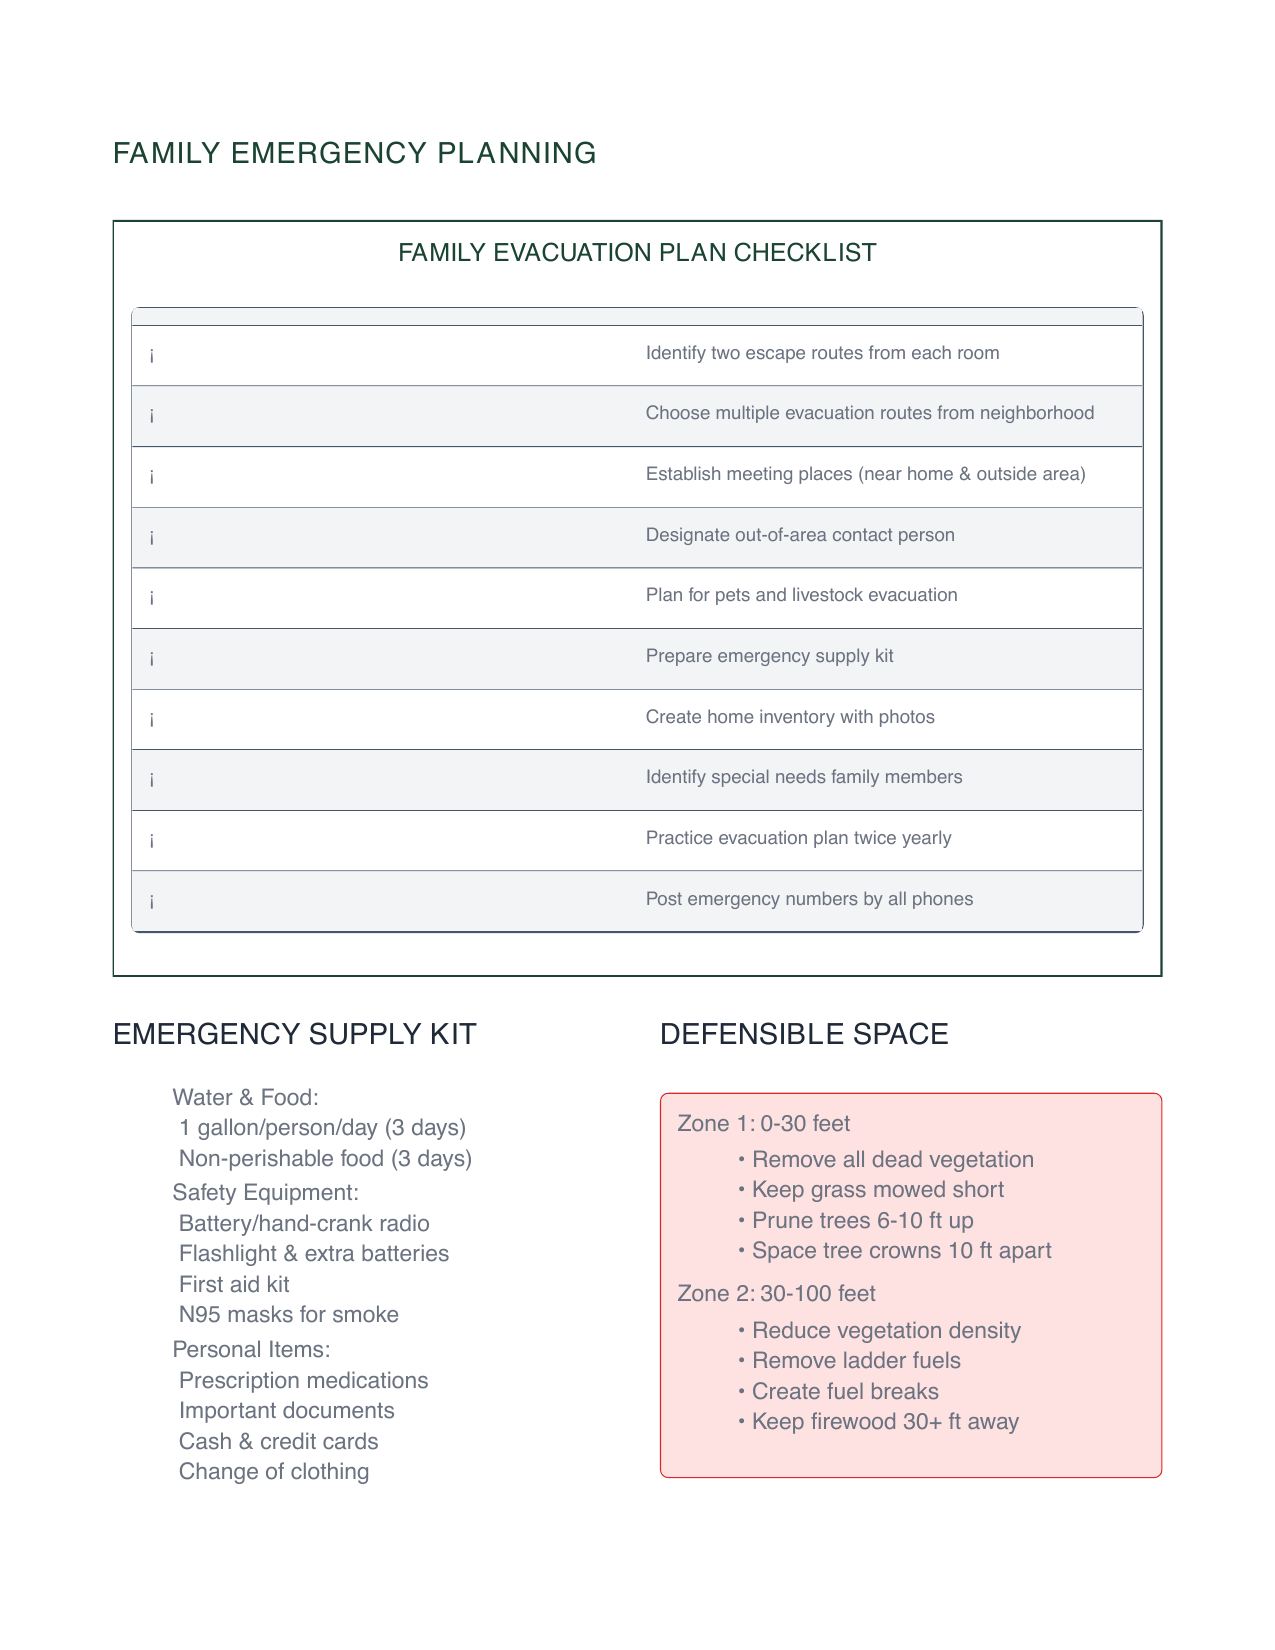 FAMILY EMERGENCY PLANNING
FAMILY EVACUATION PLAN CHECKLIST
¡ Identify two escape routes from each room
¡ Choose multiple evacuation routes from neighborhood
¡ Establish meeting places (near home & outside area)
¡ Designate out-of-area contact person
¡ Plan for pets and livestock evacuation
¡ Prepare emergency supply kit
¡ Create home inventory with photos
¡ Identify special needs family members
¡ Practice evacuation plan twice yearly
¡ Post emergency numbers by all phones
EMERGENCY SUPPLY KIT
Water & Food:
1 gallon/person/day (3 days)
Non-perishable food (3 days)
Safety Equipment:
Battery/hand-crank radio
Flashlight & extra batteries
First aid kit
N95 masks for smoke
Personal Items:
Prescription medications
Important documents
Cash & credit cards
Change of clothing
DEFENSIBLE SPACE
Zone 1: 0-30 feet
• Remove all dead vegetation
• Keep grass mowed short
• Prune trees 6-10 ft up
• Space tree crowns 10 ft apart
Zone 2: 30-100 feet
• Reduce vegetation density
• Remove ladder fuels
• Create fuel breaks
• Keep firewood 30+ ft away